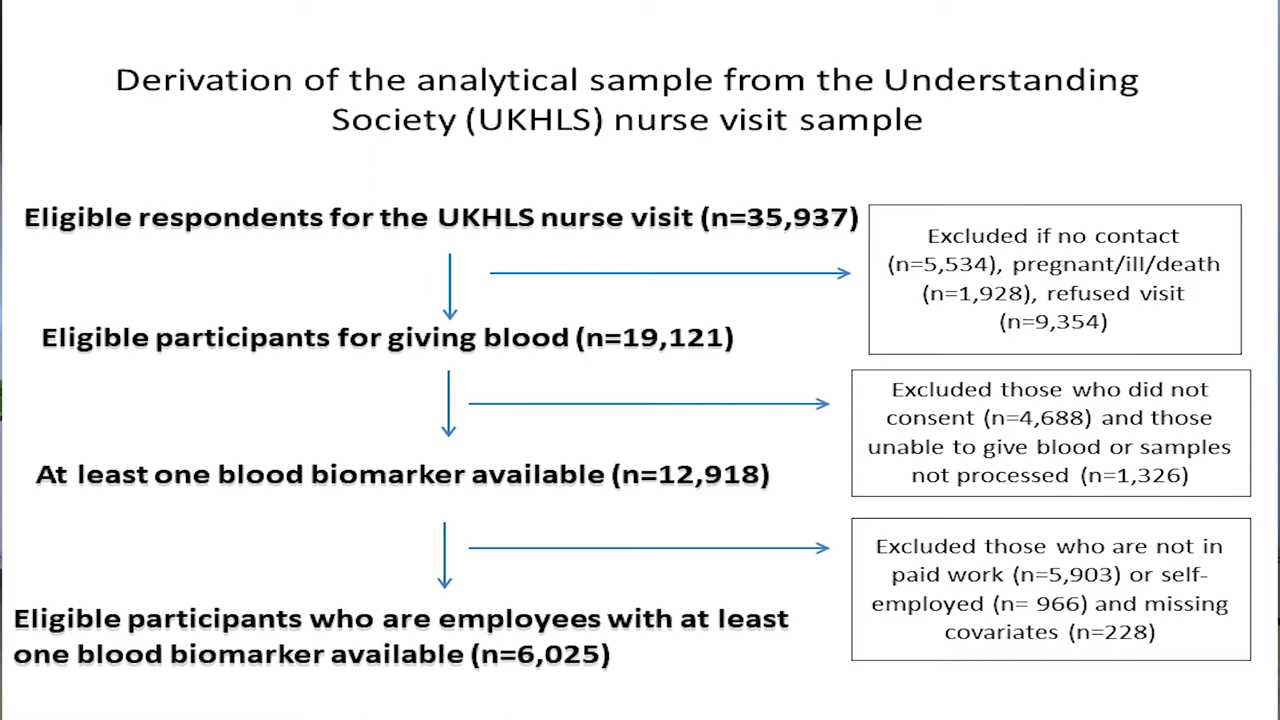 Derivation of the analytical sample from the Understanding
Society (UKHLS) nurse visit sample
Eligible respondents for the UKHLS nurse visit (n=35,937)
Excluded if no contact
(n=5,534), pregnant/ill/death
(n=1,928), refused visit
(n=9,354)
Eligible participants for giving blood (n=19,121)
Excluded those who did not
consent (n=4,688) and those
unable to give blood or samples
not processed (n=1,326)
At least one blood biomarker available (n=12,918)
Excluded those who are not in
paid work (n=5,903) or self-
employed (n= 966) and missing
covariates (n=228)
Eligible participants who are employees with at least
one blood biomarker available (n=6,025)